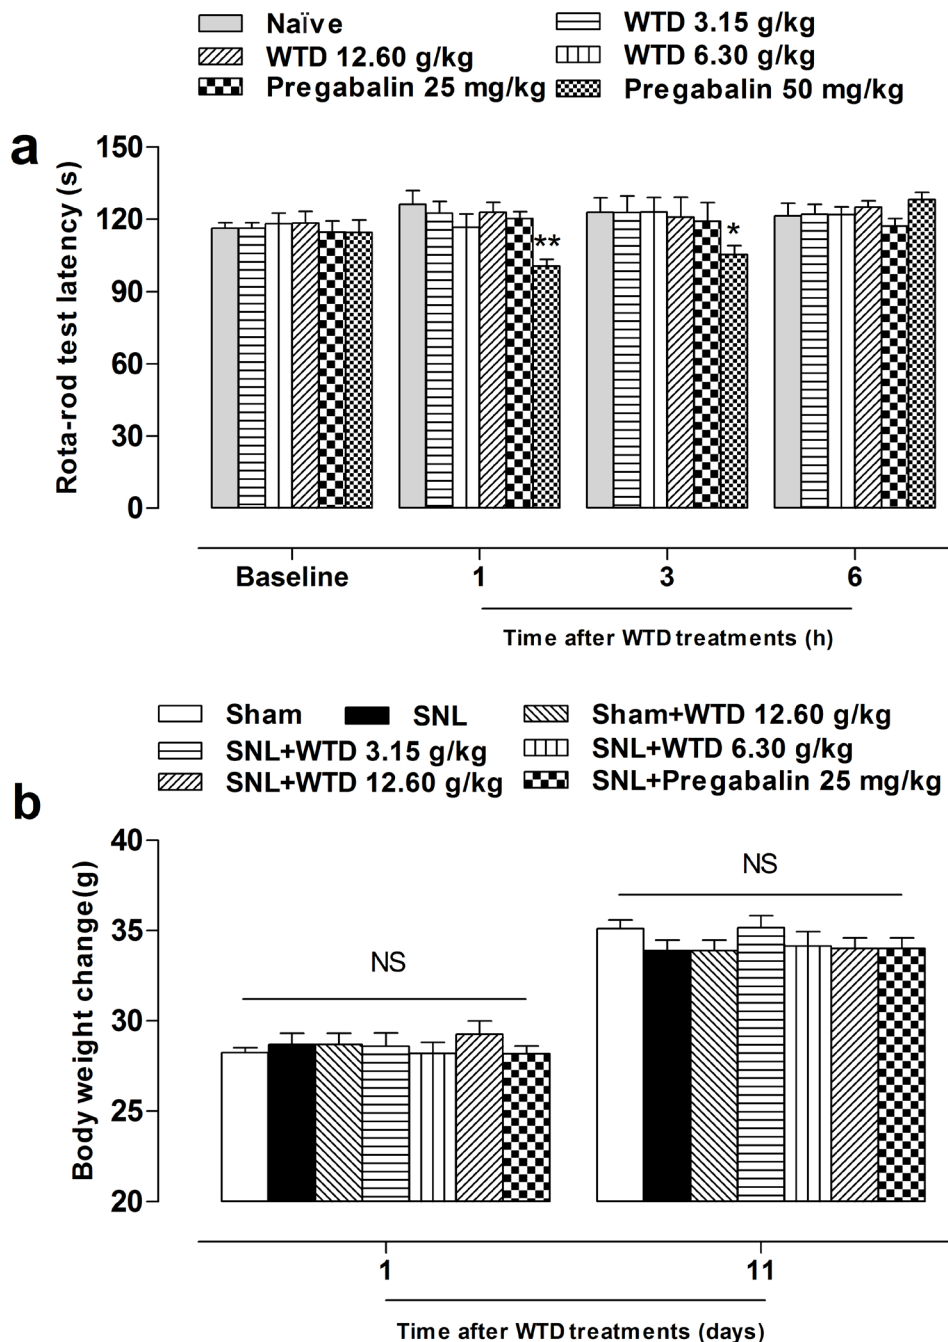 Naïve WTD 3.15 g/kg
WTD 12.60 g/kg WTD 6.30 g/kg
Pregabalin 25 mg/kg Pregabalin 50 mg/kg
a
Rota-rod test latency (s)
150
120
90
60
30
0
**
*
Baseline 1 3 6
Time after WTD treatments (h)
Sham SNL Sham+WTD 12.60 g/kg
SNL+WTD 3.15 g/kg SNL+WTD 6.30 g/kg
SNL+WTD 12.60 g/kg SNL+Pregabalin 25 mg/kg
b
Body weight change(g)
40
35
30
25
20
NS
NS
1 11
Time after WTD treatments (days)